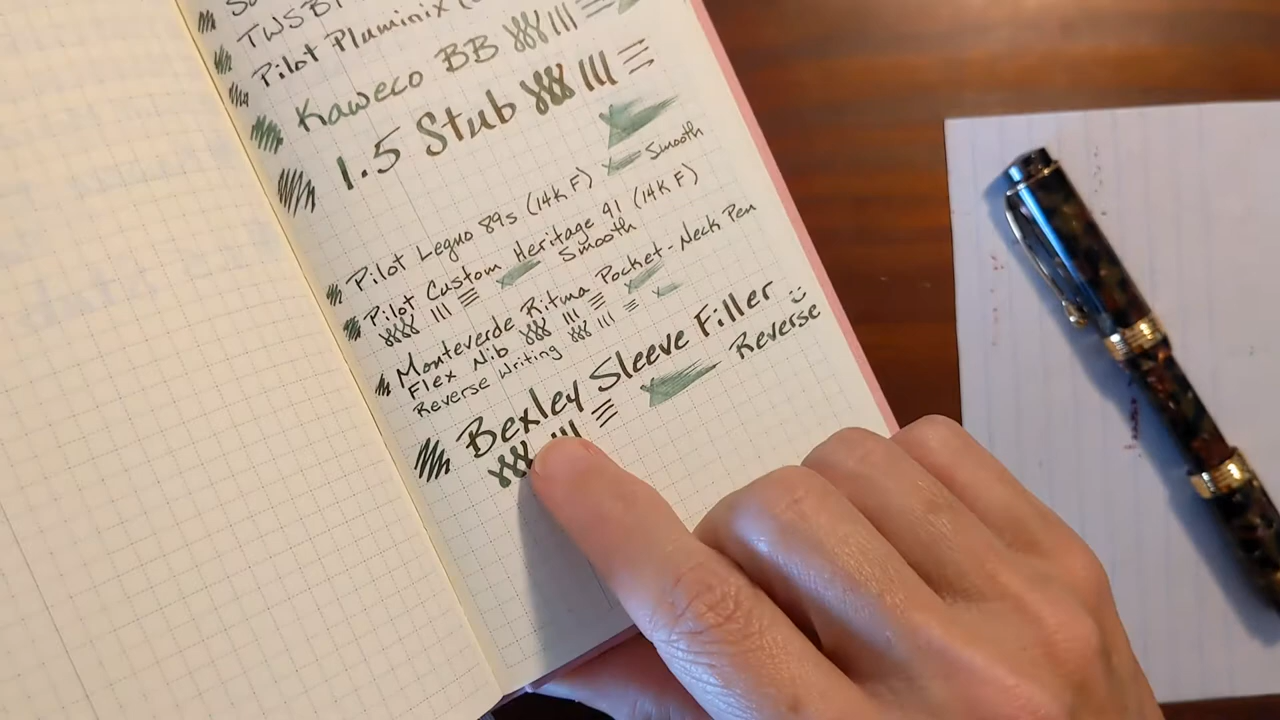 TWSBI
Pilot Pluminix
Kaweco BB
1.5 Stub
Smooth
Pilot Legno 89s (14k F)
Pilot Custom Heritage 91 (14k F)
Smooth
Monteverde Ritma Pocket-Neck Pen
Flex Nib
Reverse Writing
Bexley Sleeve Filler
Reverse